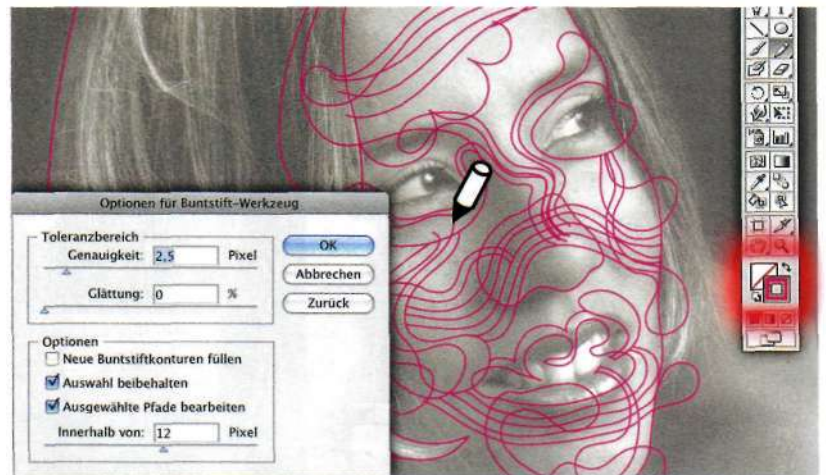 Optionen für Buntstift-Werkzeug
Toleranzbereich
Genauigkeit: 2,5 Pixel
Glättung: 0 %
OK
Abbrechen
Zurück
Optionen
Neue Buntstiftkonturen füllen
Auswahl beibehalten
Ausgewählte Pfade bearbeiten
Innerhalb von: 12 Pixel